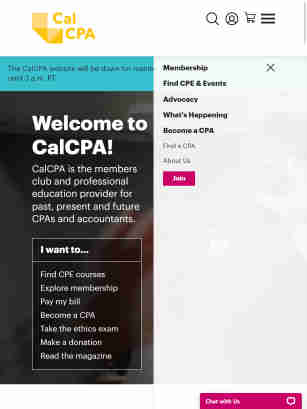 Cal
CPA
The CalCPA website will be down for
until 3 p.m. PT.
Membership
Find CPE & Events
Advocacy
What's Happening
Become a CPA
Find a CPA
About Us
Join
Welcome to
CalCPA!
CalCPA is the members
club and professional
education provider for
past, present and future
CPAs and accountants.
I want to...
Find CPE courses
Explore membership
Pay my bill
Become a CPA
Take the ethics exam
Make a donation
Read the magazine
Chat with Us